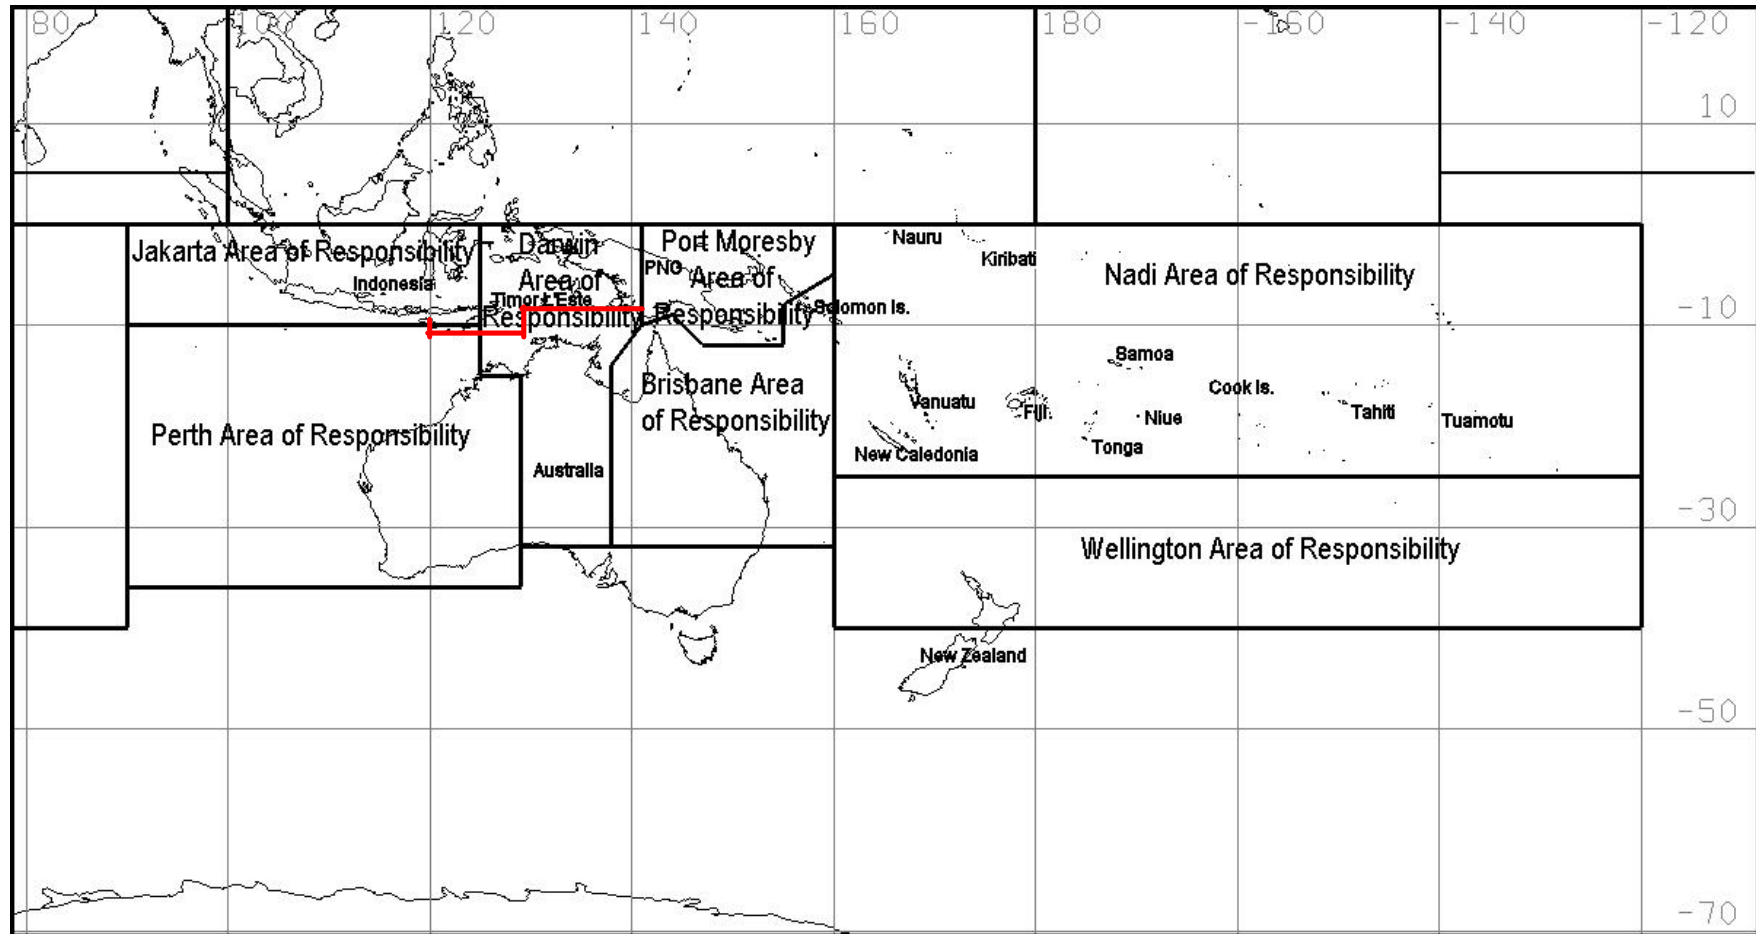 80 100 120 140 160 180 -160 -140 -120
10
Jakarta Area of Responsibility
Darwin
Area of
Responsibility
Port Moresby
Area of
Responsibility
Nauru
Kiribati
Nadi Area of Responsibility
PNG
Indonesia
Timor L'Este
Solomon Is.
-10
Samoa
Cook Is.
Brisbane Area
of Responsibility
Vanuatu
Fiji
Niue
Tahiti
Tuamotu
Tonga
New Caledonia
Perth Area of Responsibility
Australia
-30
Wellington Area of Responsibility
New Zealand
-50
-70